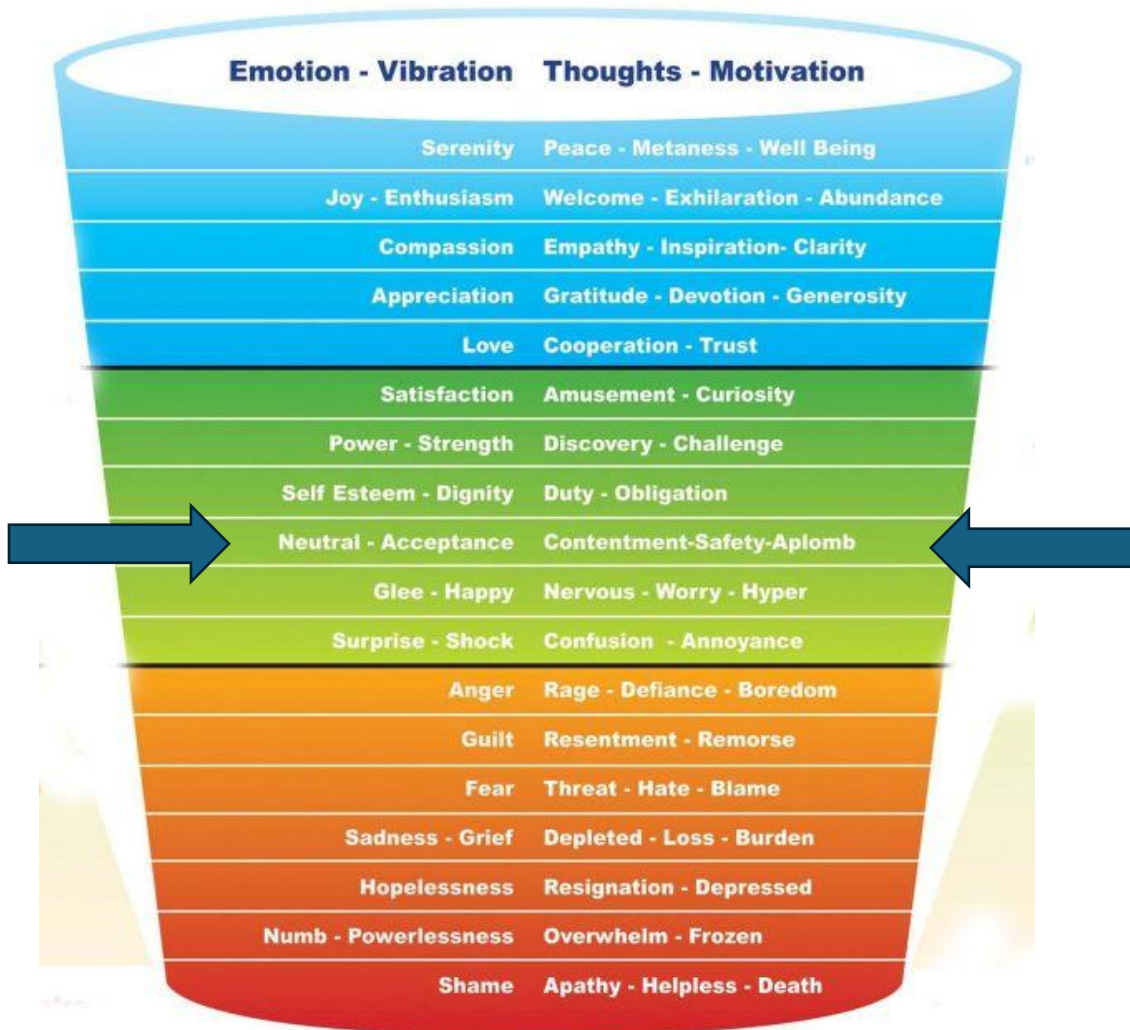 Emotion - Vibration Thoughts - Motivation
Serenity Peace - Metaness - Well Being
Joy - Enthusiasm Welcome - Exhilaration - Abundance
Compassion Empathy - Inspiration- Clarity
Appreciation Gratitude - Devotion - Generosity
Love Cooperation - Trust
Satisfaction Amusement - Curiosity
Power - Strength Discovery - Challenge
Self Esteem - Dignity Duty - Obligation
Neutral - Acceptance Contentment-Safety-Aplomb
Glee - Happy Nervous - Worry - Hyper
Surprise - Shock Confusion - Annoyance
Anger Rage - Defiance - Boredom
Guilt Resentment - Remorse
Fear Threat - Hate - Blame
Sadness - Grief Depleted - Loss - Burden
Hopelessness Resignation - Depressed
Numb - Powerlessness Overwhelm - Frozen
Shame Apathy - Helpless - Death